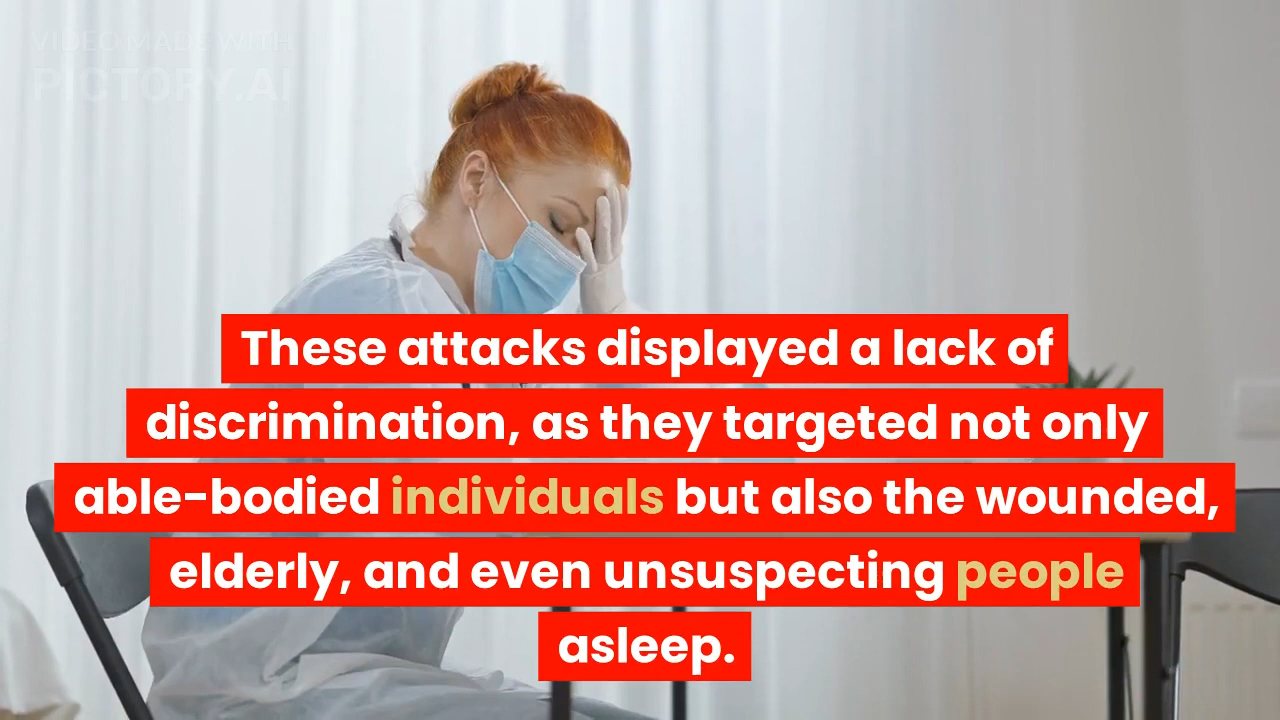 VIDEO MADE WITH
PICTORY.AI
These attacks displayed a lack of
discrimination, as they targeted not only
able-bodied individuals but also the wounded,
elderly, and even unsuspecting people
asleep.